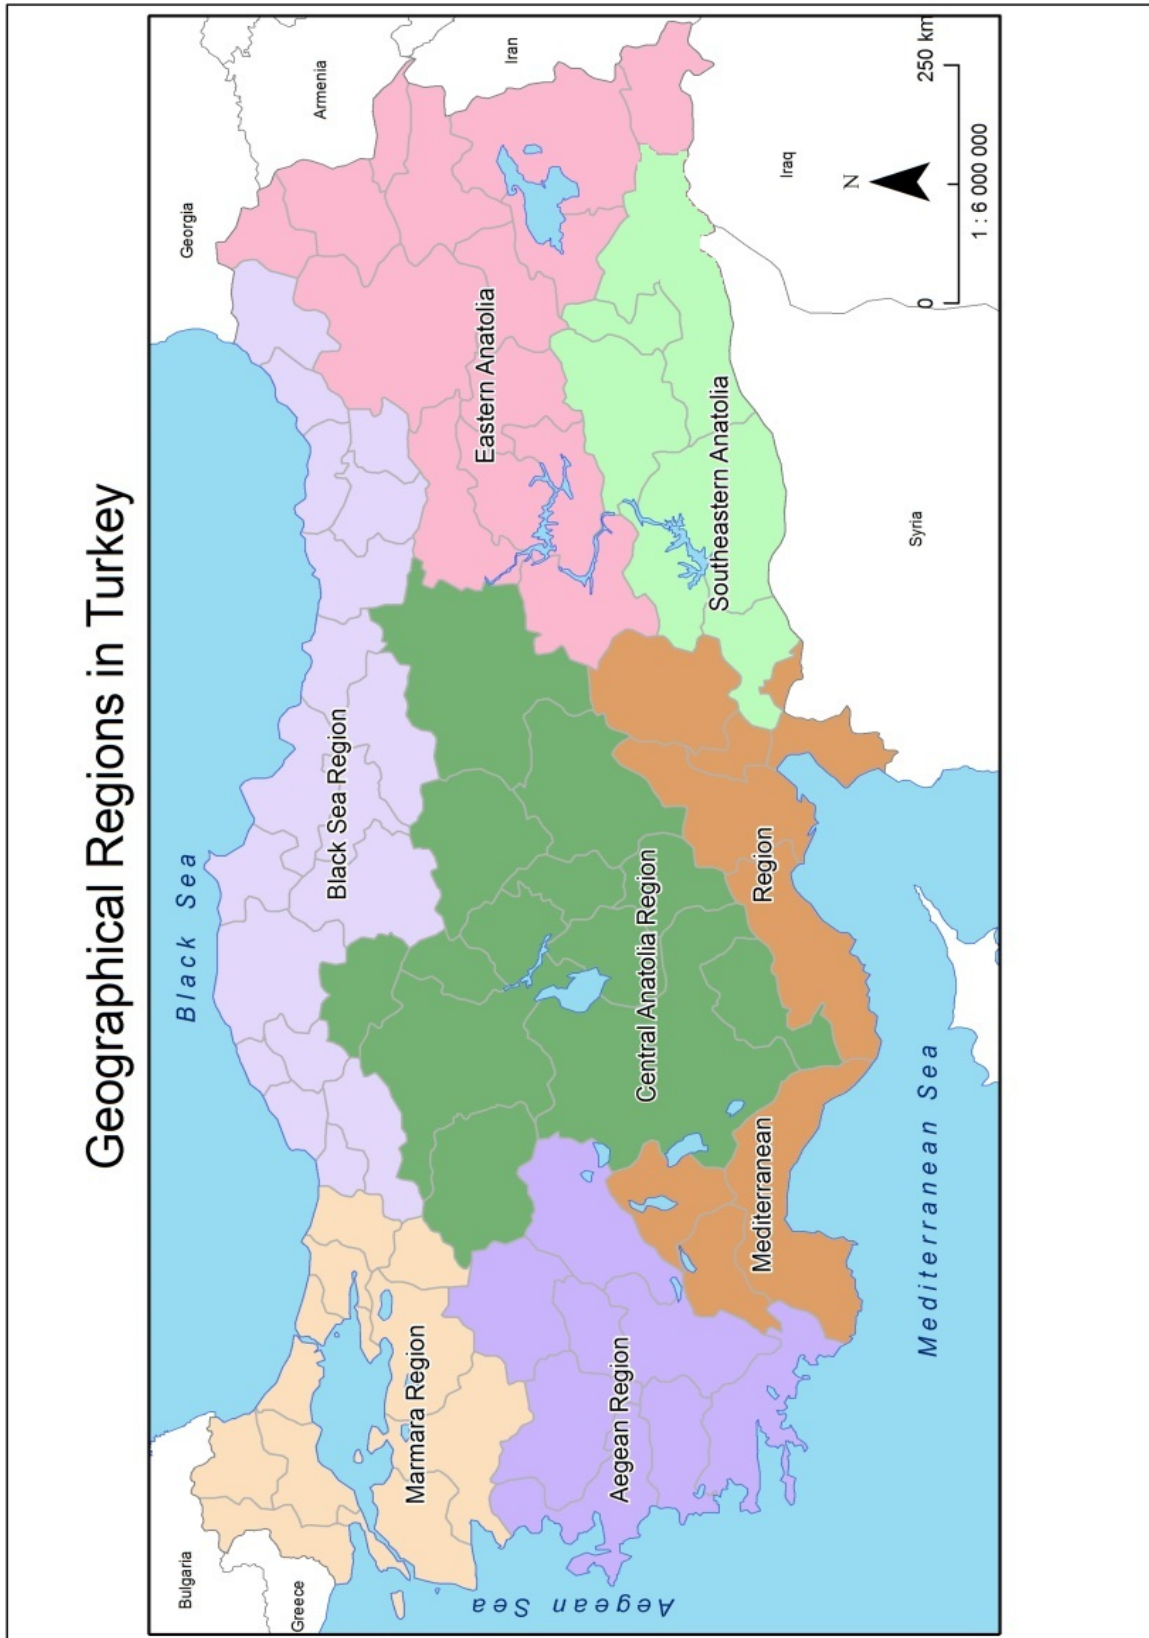 Geographical Regions in Turkey
Bulgaria
Greece
Black Sea
Georgia
Armenia
Iran
Marmara Region
Black Sea Region
Eastern Anatolia
Aegean Sea
Aegean Region
Central Anatolia Region
Southeastern Anatolia
Mediterranean
Region
Iraq
Syria
Mediterranean Sea
N
0
250 km
1 : 6 000 000